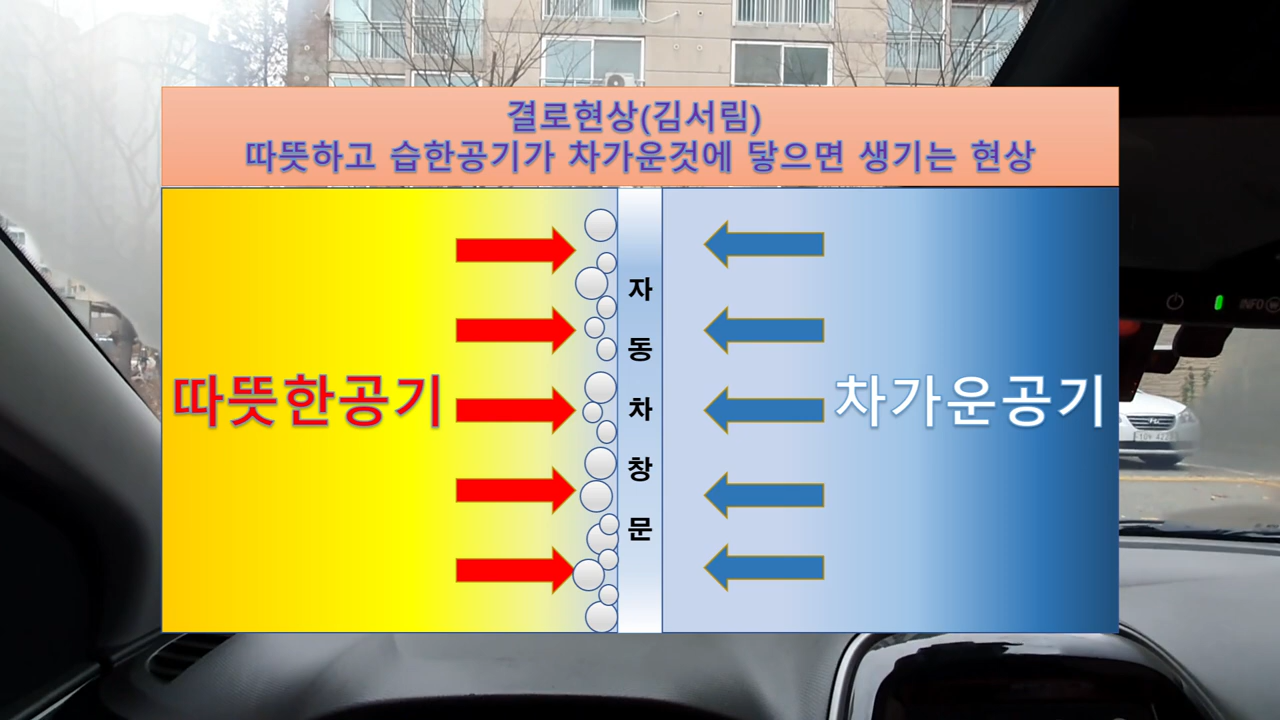 결로현상(김서림)
따뜻하고 습한공기가 차가운것에 닿으면 생기는 현상
따뜻한공기
자
동
차
창
문
차가운공기
INFO